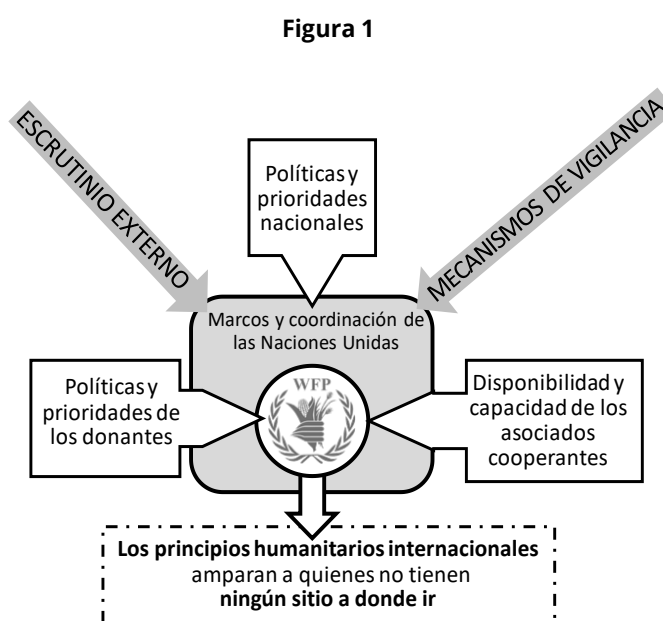 Figura 1
ESCRUTINIO EXTERNO
MECANISMOS DE VIGILANCIA
Políticas y
prioridades
nacionales
Marcos y coordinación de
las Naciones Unidas
Políticas y
prioridades de
los donantes
WFP
Disponibilidad y
capacidad de los
asociados
cooperantes
Los principios humanitarios internacionales
amparan a quienes no tienen
ningún sitio a donde ir